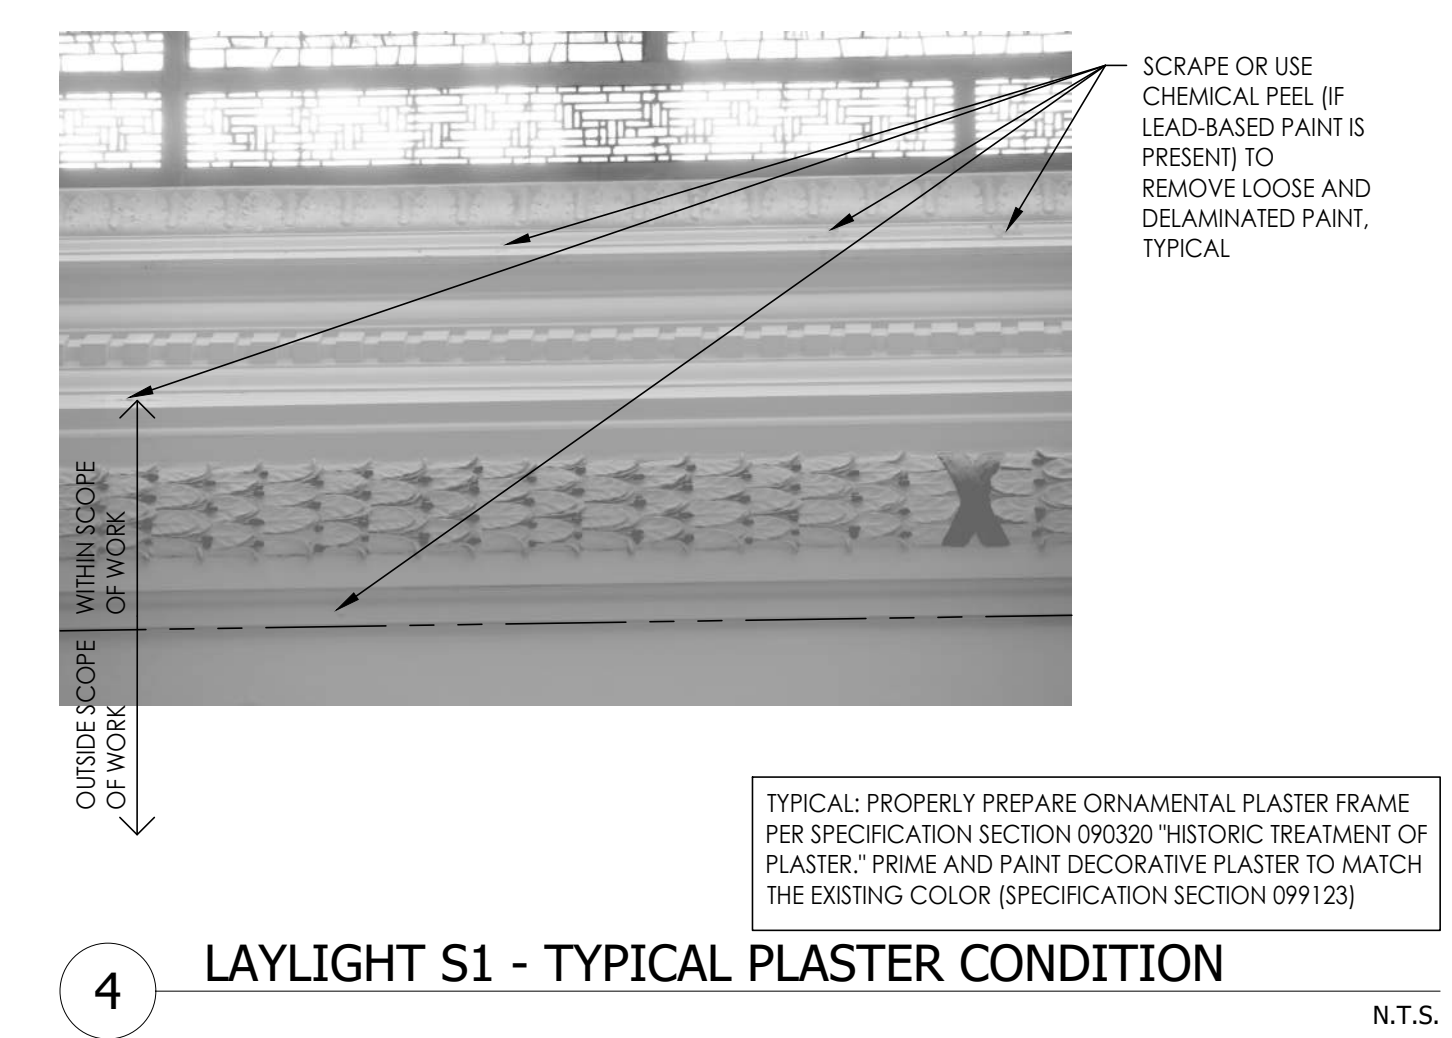 SCRAPE OR USE
CHEMICAL PEEL (IF
LEAD-BASED PAINT IS
PRESENT) TO
REMOVE LOOSE AND
DELAMINATED PAINT,
TYPICAL
WITHIN SCOPE
OF WORK
OUTSIDE SCOPE
OF WORK
TYPICAL: PROPERLY PREPARE ORNAMENTAL PLASTER FRAME
PER SPECIFICATION SECTION 090320 "HISTORIC TREATMENT OF
PLASTER." PRIME AND PAINT DECORATIVE PLASTER TO MATCH
THE EXISTING COLOR (SPECIFICATION SECTION 099123)
4
LAYLIGHT S1 - TYPICAL PLASTER CONDITION
N.T.S.